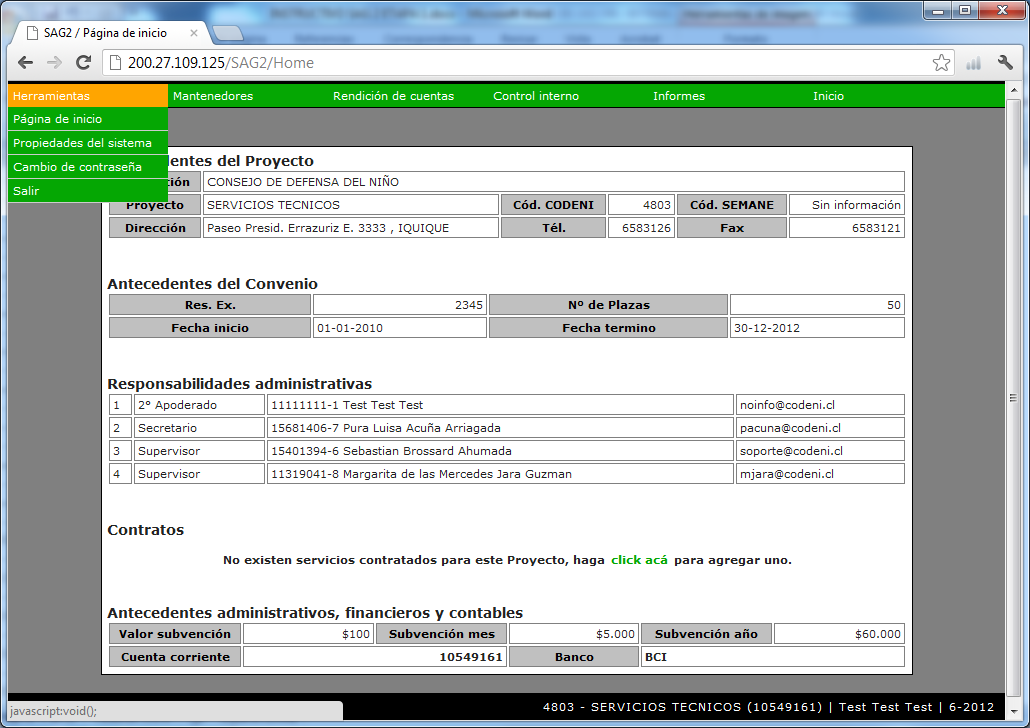 SAG2 / Página de inicio
200.27.109.125/SAG2/Home
Herramientas Mantenedores Rendición de cuentas Control interno Informes Inicio
Página de inicio
Propiedades del sistema
Cambio de contraseña
Salir
dentes del Proyecto
ión CONSEJO DE DEFENSA DEL NIÑO
Proyecto SERVICIOS TECNICOS Cód. CODENI 4803 Cód. SEMANE Sin información
Dirección Paseo Presid. Errazuriz E. 3333 , IQUIQUE Tél. 6583126 Fax 6583121
Antecedentes del Convenio
Res. Ex. 2345 Nº de Plazas 50
Fecha inicio 01-01-2010 Fecha termino 30-12-2012
Responsabilidades administrativas
1 2° Apoderado 11111111-1 Test Test Test noinfo@codeni.cl
2 Secretario 15681406-7 Pura Luisa Acuña Arriagada pacuna@codeni.cl
3 Supervisor 15401394-6 Sebastian Brossard Ahumada soporte@codeni.cl
4 Supervisor 11319041-8 Margarita de las Mercedes Jara Guzman mjara@codeni.cl
Contratos
No existen servicios contratados para este Proyecto, haga click acá para agregar uno.
Antecedentes administrativos, financieros y contables
Valor subvención $100 Subvención mes $5.000 Subvención año $60.000
Cuenta corriente 10549161 Banco BCI
javascript:void();
4803 - SERVICIOS TECNICOS (10549161) | Test Test Test | 6-2012